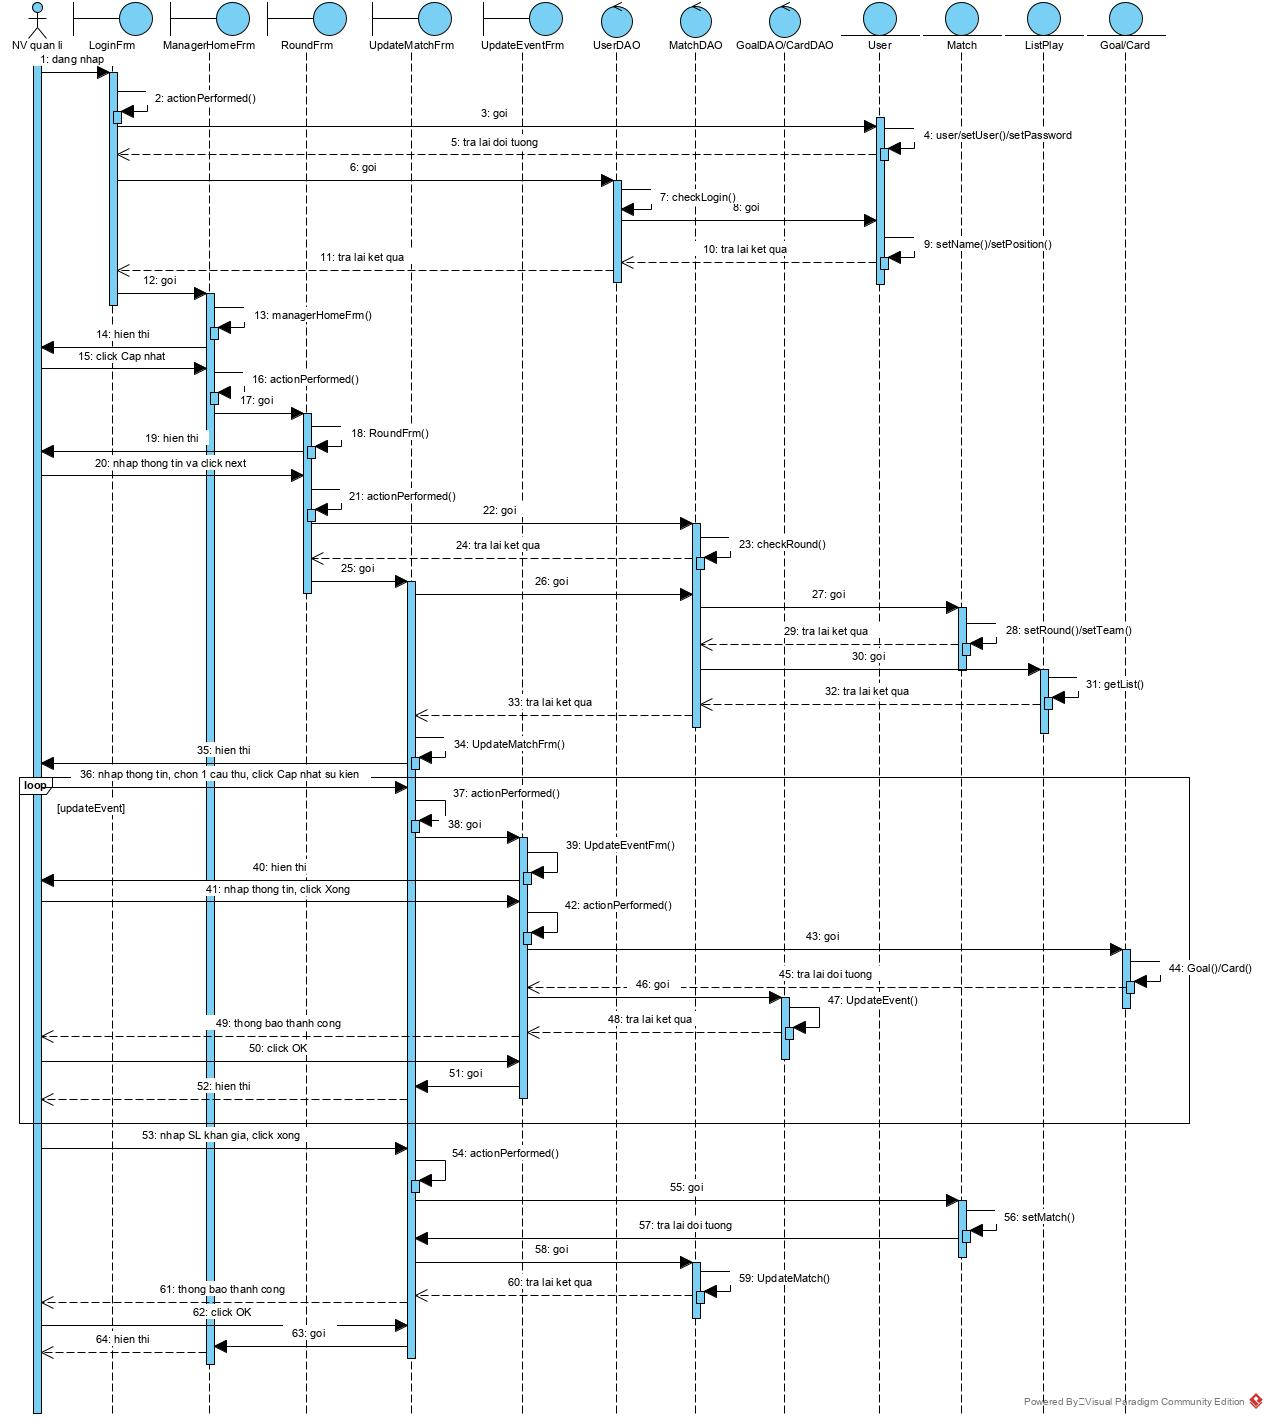 NV quan li
LoginFrm
ManagerHomeFrm
RoundFrm
UpdateMatchFrm
UpdateEventFrm
UserDAO
MatchDAO
GoalDAO/CardDAO
User
Match
ListPlay
Goal/Card
1: dang nhap
2: actionPerformed()
3: goi
4: user/setUser()/setPassword
5: tra lai doi tuong
6: goi
7: checkLogin()
8: goi
9: setName()/setPosition()
10: tra lai ket qua
11: tra lai ket qua
12: goi
13: managerHomeFrm()
14: hien thi
15: click Cap nhat
16: actionPerformed()
17: goi
18: RoundFrm()
19: hien thi
20: nhap thong tin va click next
21: actionPerformed()
22: goi
23: checkRound()
24: tra lai ket qua
25: goi
26: goi
27: goi
28: setRound()/setTeam()
29: tra lai ket qua
30: goi
31: getList()
32: tra lai ket qua
33: tra lai ket qua
34: UpdateMatchFrm()
35: hien thi
36: nhap thong tin, chon 1 cau thu, click Cap nhat su kien
loop
[updateEvent]
37: actionPerformed()
38: goi
39: UpdateEventFrm()
40: hien thi
41: nhap thong tin, click Xong
42: actionPerformed()
43: goi
44: Goal()/Card()
45: tra lai doi tuong
46: goi
47: UpdateEvent()
48: tra lai ket qua
49: thong bao thanh cong
50: click OK
51: goi
52: hien thi
53: nhap SL khan gia, click xong
54: actionPerformed()
55: goi
56: setMatch()
57: tra lai doi tuong
58: goi
59: UpdateMatch()
60: tra lai ket qua
61: thong bao thanh cong
62: click OK
63: goi
64: hien thi
Powered By Visual Paradigm Community Edition